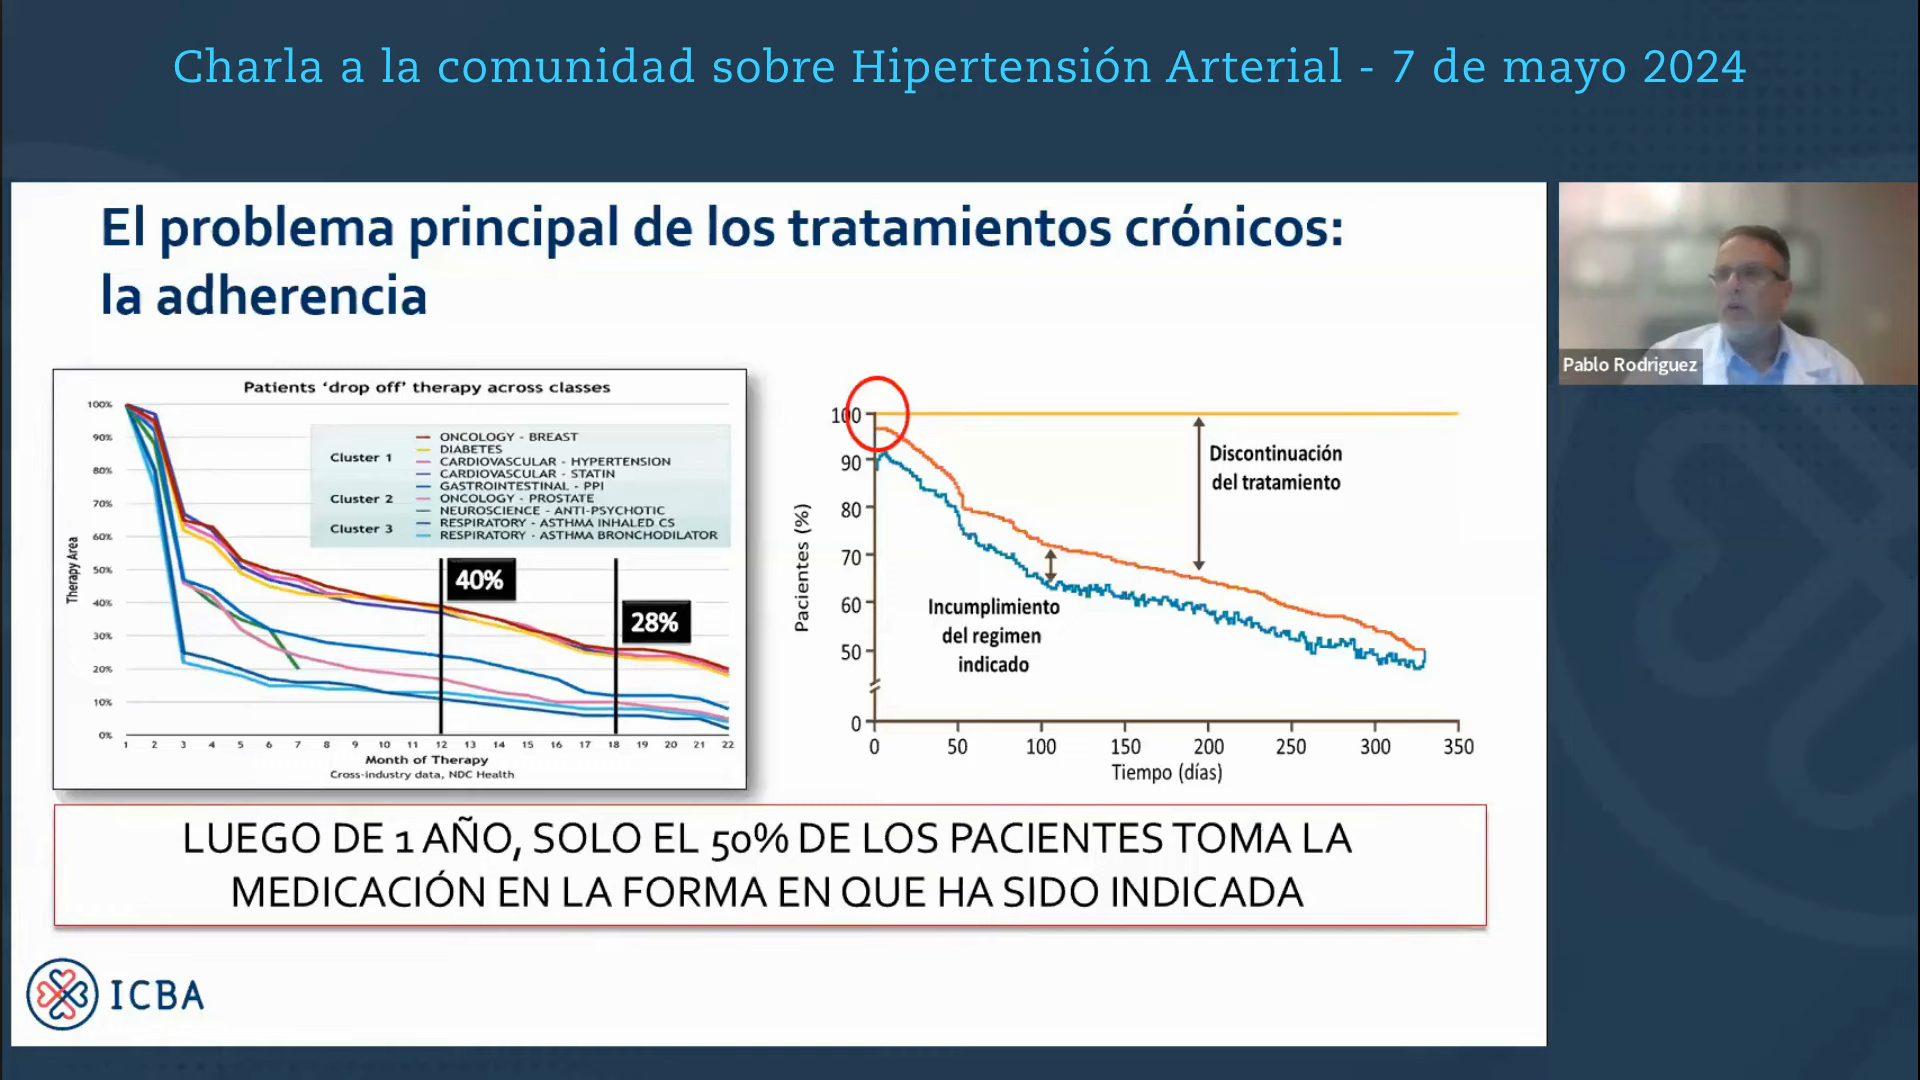 Charla a la comunidad sobre Hipertensión Arterial - 7 de mayo 2024
El problema principal de los tratamientos crónicos:
la adherencia
Patients ‘drop off’ therapy across classes
100%
90%
80%
70%
60%
50%
40%
30%
20%
10%
0%
Therapy Area
Cluster 1
Cluster 2
Cluster 3
ONCOLOGY - BREAST
DIABETES
CARDIOVASCULAR - HYPERTENSION
CARDIOVASCULAR - STATIN
GASTROINTESTINAL - PPI
ONCOLOGY - PROSTATE
NEUROSCIENCE - ANTI-PSYCHOTIC
RESPIRATORY - ASTHMA INHALED CS
RESPIRATORY - ASTHMA BRONCHODILATOR
40%
28%
1 2 3 4 5 6 7 8 9 10 11 12 13 14 15 16 17 18 19 20 21 22
Month of Therapy
Cross-industry data, NDC Health
100
90
80
70
60
50
0
Pacientes (%)
Discontinuación
del tratamiento
Incumplimiento
del regimen
indicado
0 50 100 150 200 250 300 350
Tiempo (días)
LUEGO DE 1 AÑO, SOLO EL 50% DE LOS PACIENTES TOMA LA
MEDICACIÓN EN LA FORMA EN QUE HA SIDO INDICADA
ICBA
Pablo Rodriguez